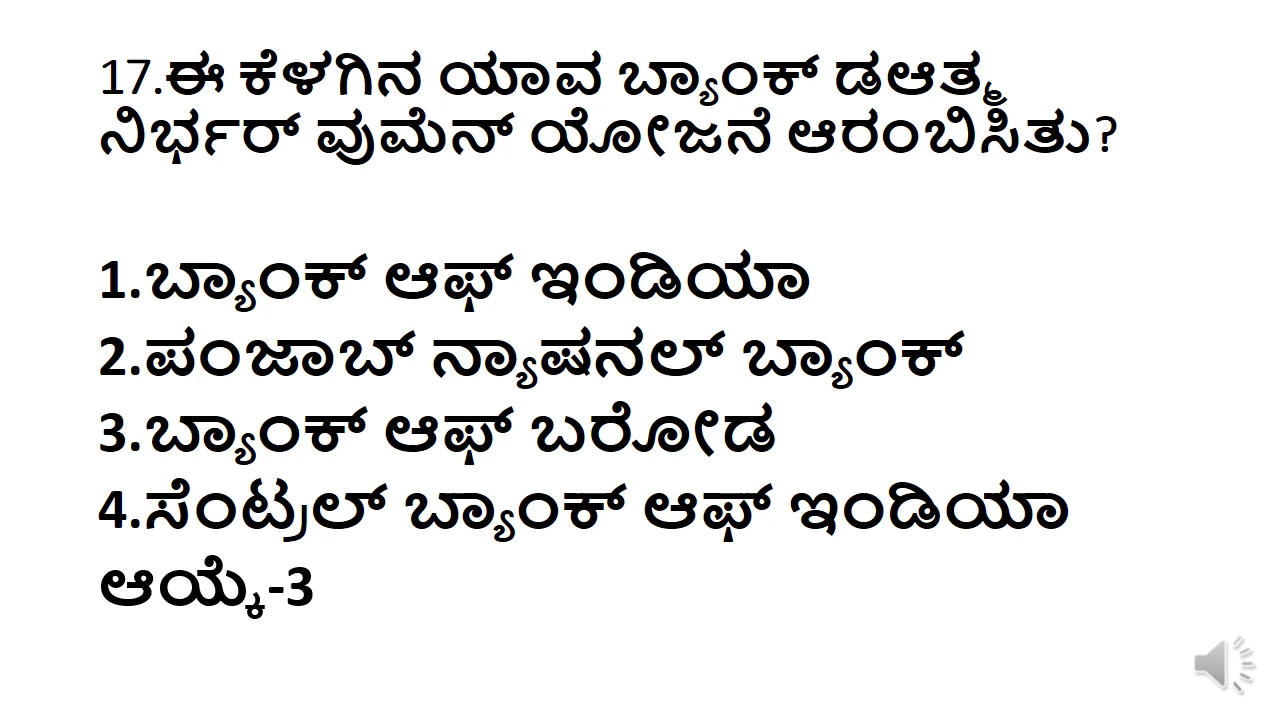 17.ಈ ಕೆಳಗಿನ ಯಾವ ಬ್ಯಾಂಕ್ ಡಆತ್ಮ
ನಿರ್ಭರ್ ವುಮೆನ್ ಯೋಜನೆ ಆರಂಬಿಸಿತು?
1.ಬ್ಯಾಂಕ್ ಆಫ್ ಇಂಡಿಯಾ
2.ಪಂಜಾಬ್ ನ್ಯಾಷನಲ್ ಬ್ಯಾಂಕ್
3.ಬ್ಯಾಂಕ್ ಆಫ್ ಬರೋಡ
4.ಸೆಂಟ್ರಲ್ ಬ್ಯಾಂಕ್ ಆಫ್ ಇಂಡಿಯಾ
ಆಯ್ಕೆ-3